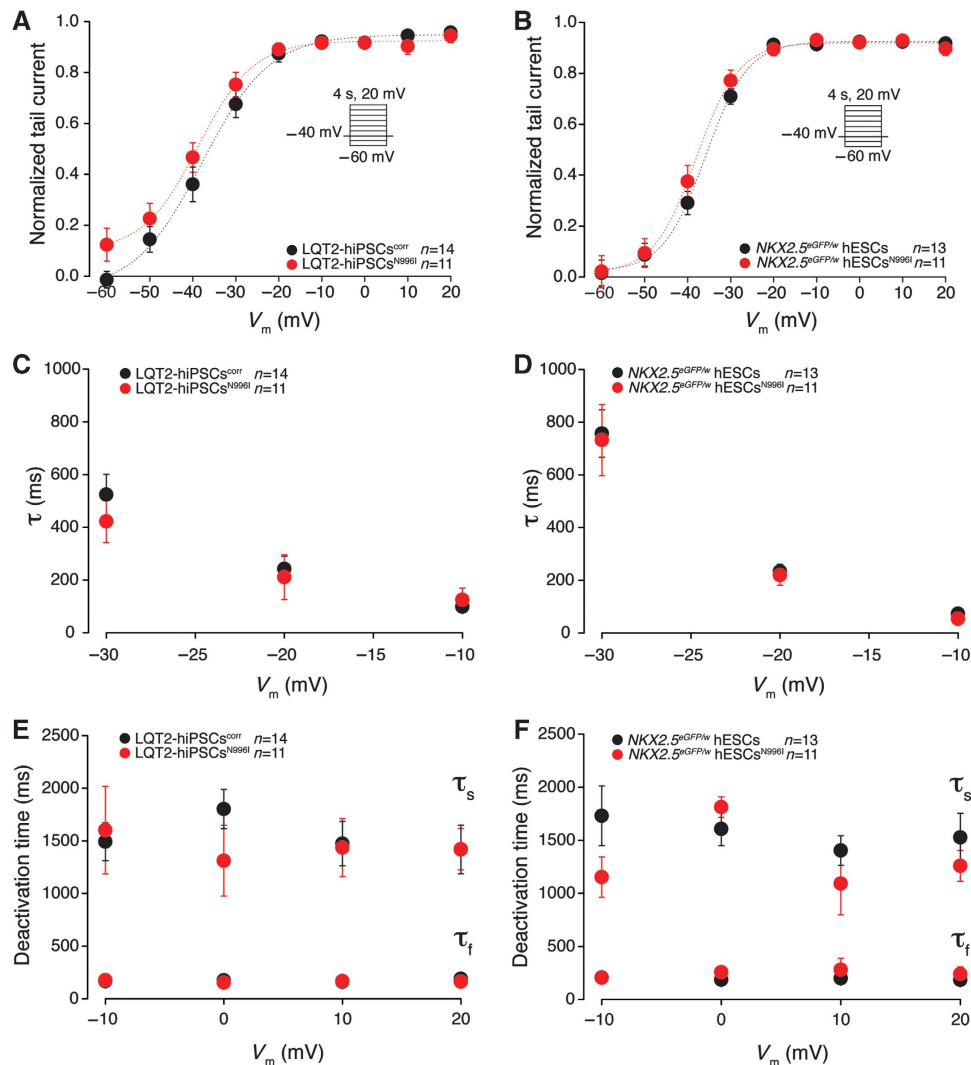 A
Normalized tail current
1.0
0.8
0.6
0.4
0.2
0.0
4 s, 20 mV
−40 mV
−60 mV
LQT2-hiPSCs^corr n=14
LQT2-hiPSCs^N996I n=11
−60 −50 −40 −30 −20 −10 0 10 20
V_m (mV)
B
Normalized tail current
1.0
0.8
0.6
0.4
0.2
0.0
4 s, 20 mV
−40 mV
−60 mV
NKX2.5^eGFP/w hESCs n=13
NKX2.5^eGFP/w hESCs^N996I n=11
−60 −50 −40 −30 −20 −10 0 10 20
V_m (mV)
C
τ (ms)
1000
800
600
400
200
0
LQT2-hiPSCs^corr n=14
LQT2-hiPSCs^N996I n=11
−30 −25 −20 −15 −10
V_m (mV)
D
τ (ms)
1000
800
600
400
200
0
NKX2.5^eGFP/w hESCs n=13
NKX2.5^eGFP/w hESCs^N996I n=11
−30 −25 −20 −15 −10
V_m (mV)
E
Deactivation time (ms)
2500
2000
1500
1000
500
0
LQT2-hiPSCs^corr n=14
LQT2-hiPSCs^N996I n=11
τ_s
τ_f
−10 0 10 20
V_m (mV)
F
Deactivation time (ms)
2500
2000
1500
1000
500
0
NKX2.5^eGFP/w hESCs n=13
NKX2.5^eGFP/w hESCs^N996I n=11
τ_s
τ_f
−10 0 10 20
V_m (mV)